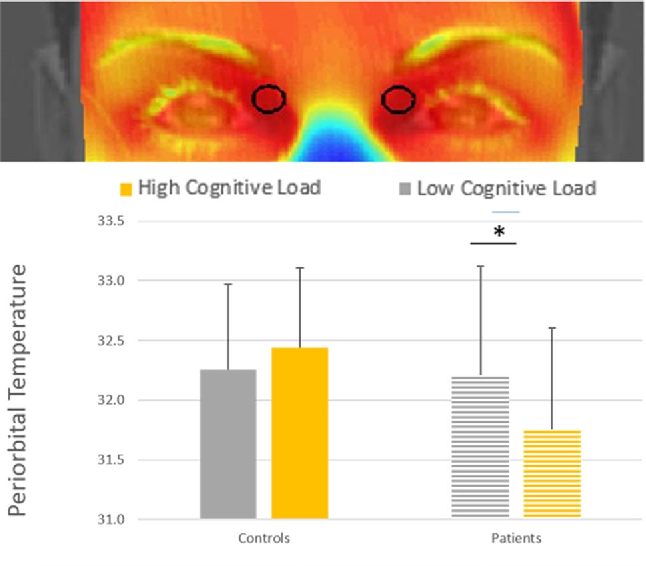 High Cognitive Load
Low Cognitive Load
Periorbital Temperature
33.5
*
33.0
32.5
32.0
31.5
31.0
Controls
Patients